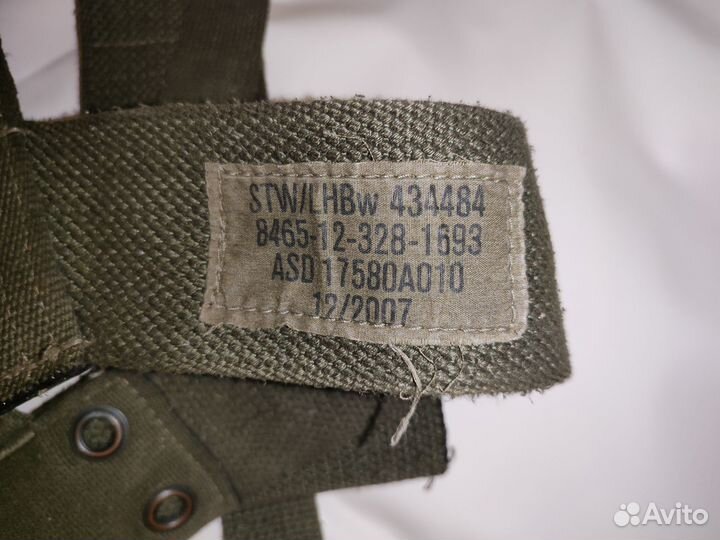 STW/LHBw 434484
8465-12-328-1693
ASD 17580A010
12/2007
Avito